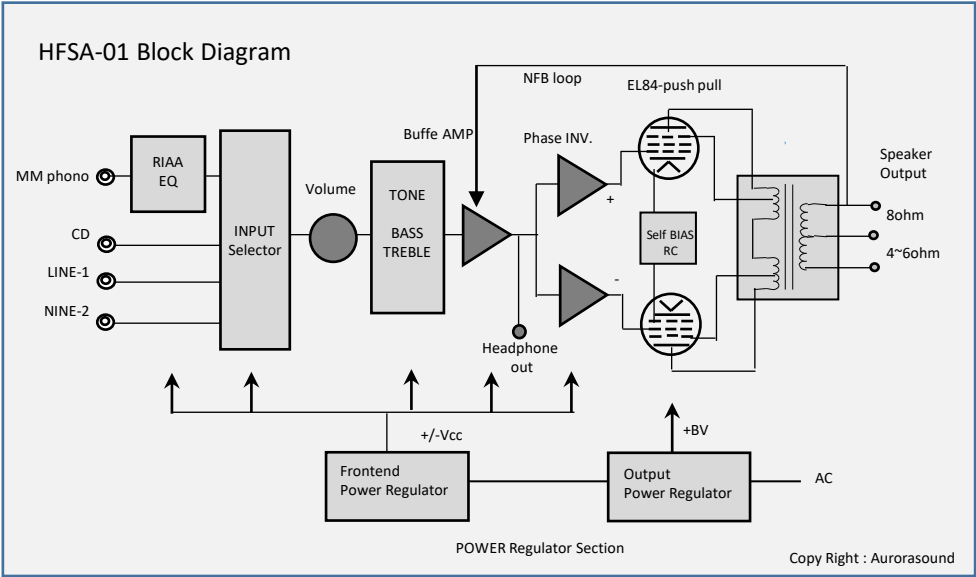 HFSA-01 Block Diagram
NFB loop
EL84-push pull
Buffe AMP
Phase INV.
RIAA
EQ
MM phono
Volume
TONE
BASS
TREBLE
Speaker
Output
8ohm
4~6ohm
CD
INPUT
Selector
LINE-1
NINE-2
+
-
Self BIAS
RC
Headphone
out
+/-Vcc
+BV
Frontend
Power Regulator
Output
Power Regulator
AC
POWER Regulator Section
Copy Right : Aurorasound